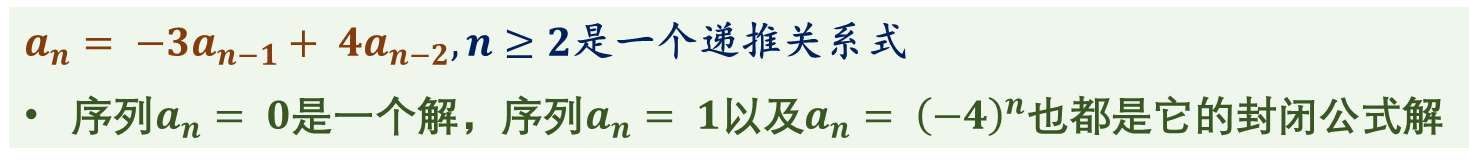 aₙ = −3aₙ₋₁ + 4aₙ₋₂, n ≥ 2是一个递推关系式
• 序列aₙ = 0是一个解，序列aₙ = 1以及aₙ = (−4)ⁿ也都是它的封闭公式解